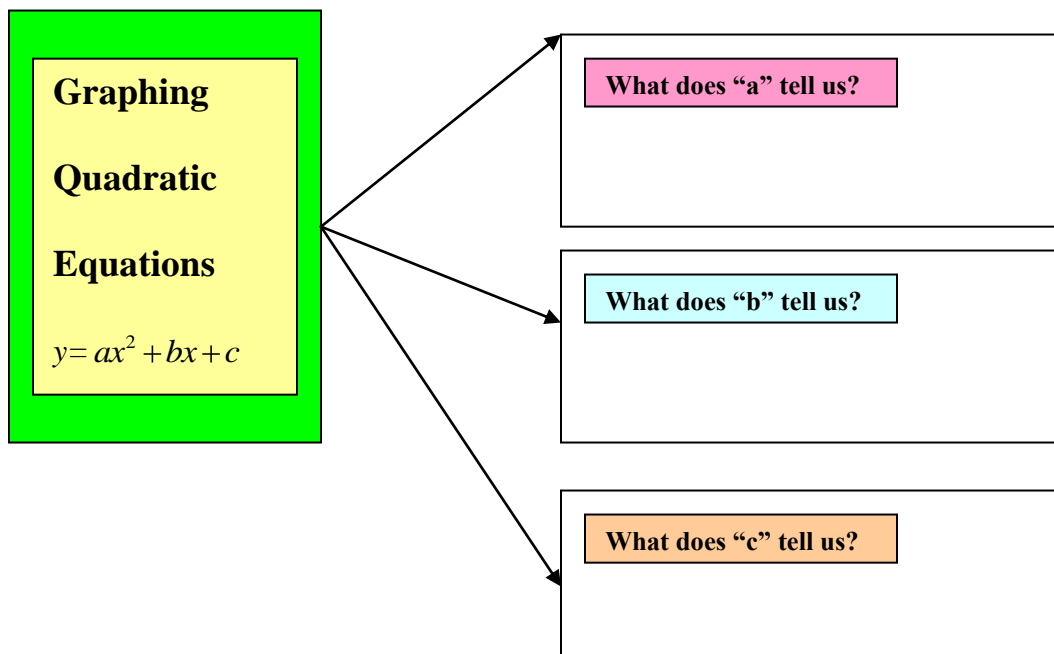 Graphing
Quadratic
Equations
y= ax² + bx + c
What does “a” tell us?
What does “b” tell us?
What does “c” tell us?